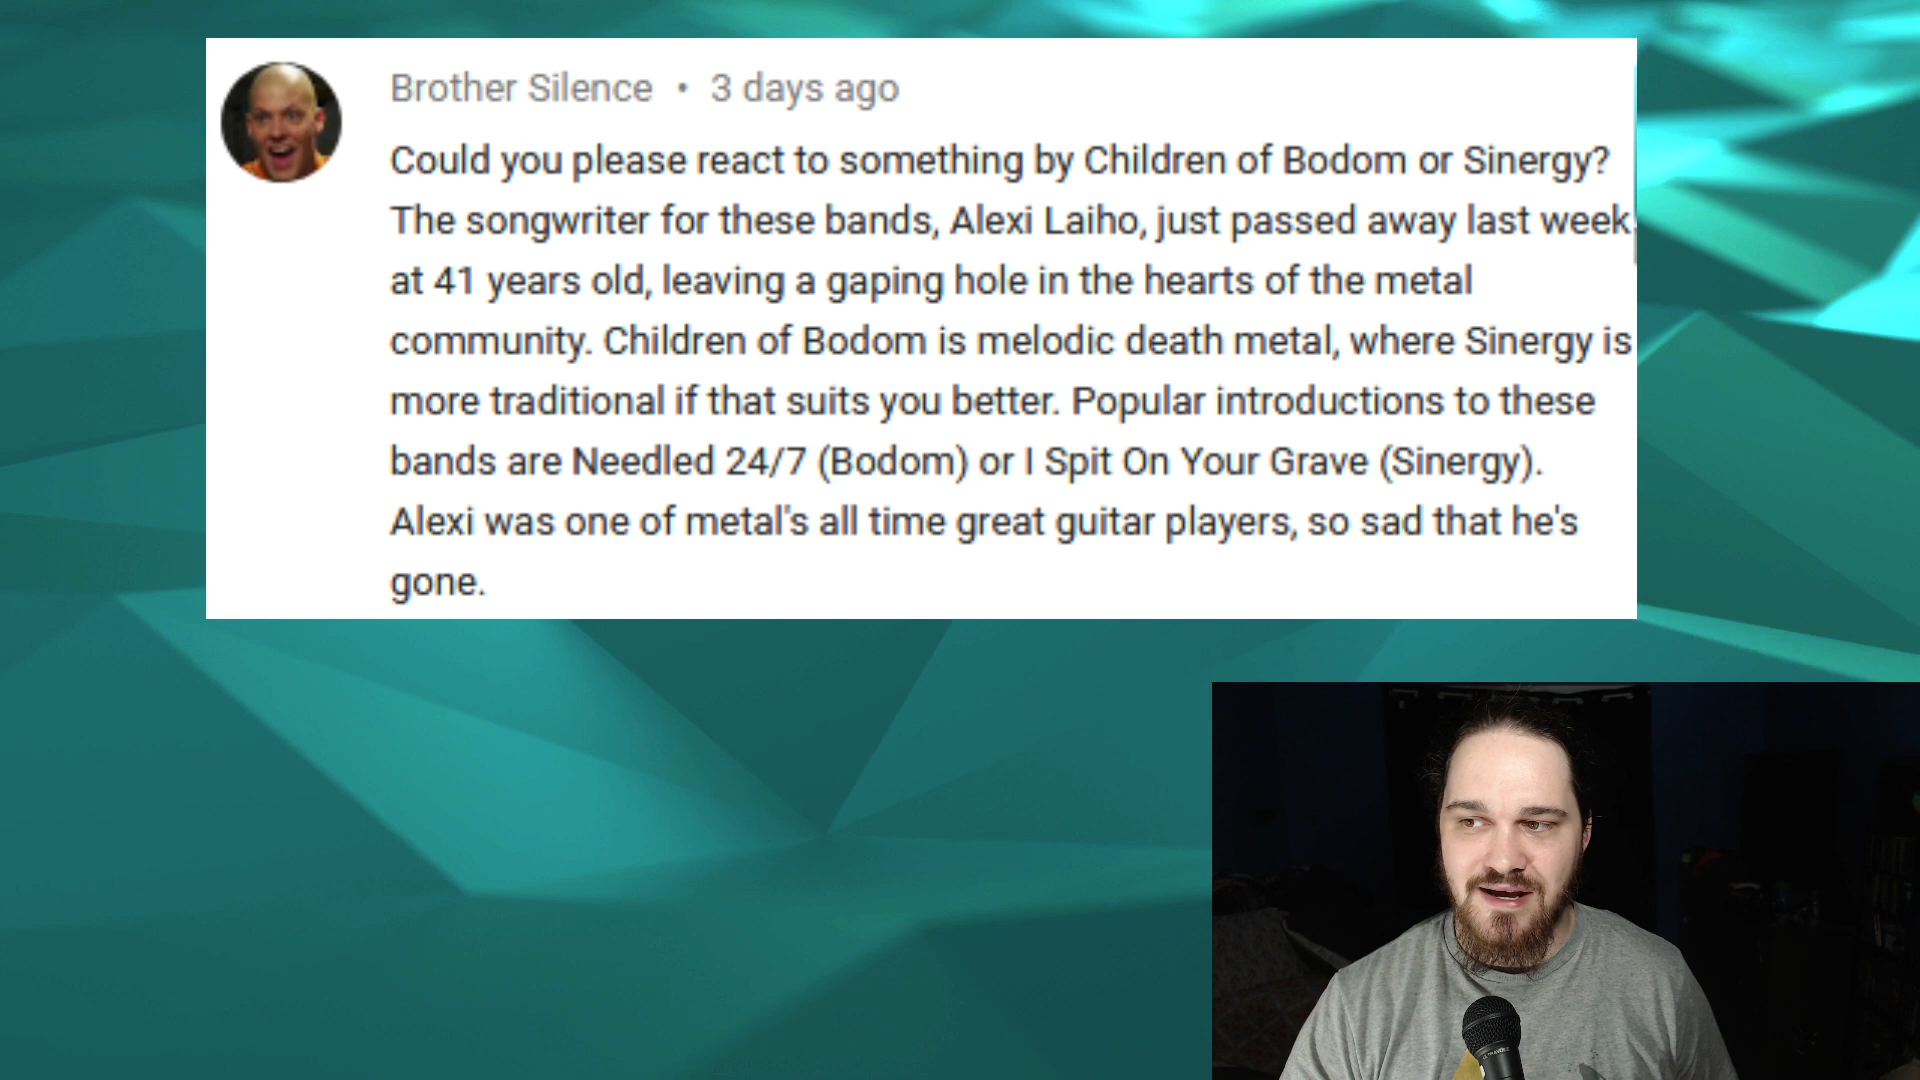 Brother Silence • 3 days ago
Could you please react to something by Children of Bodom or Sinergy?
The songwriter for these bands, Alexi Laiho, just passed away last week
at 41 years old, leaving a gaping hole in the hearts of the metal
community. Children of Bodom is melodic death metal, where Sinergy is
more traditional if that suits you better. Popular introductions to these
bands are Needled 24/7 (Bodom) or I Spit On Your Grave (Sinergy).
Alexi was one of metal's all time great guitar players, so sad that he's
gone.